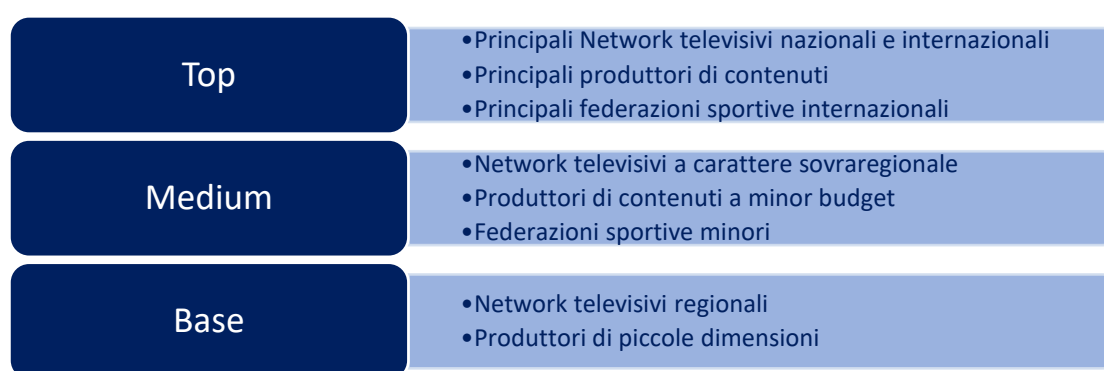 Top
•Principali Network televisivi nazionali e internazionali
•Principali produttori di contenuti
•Principali federazioni sportive internazionali
Medium
•Network televisivi a carattere sovraregionale
•Produttori di contenuti a minor budget
•Federazioni sportive minori
Base
•Network televisivi regionali
•Produttori di piccole dimensioni